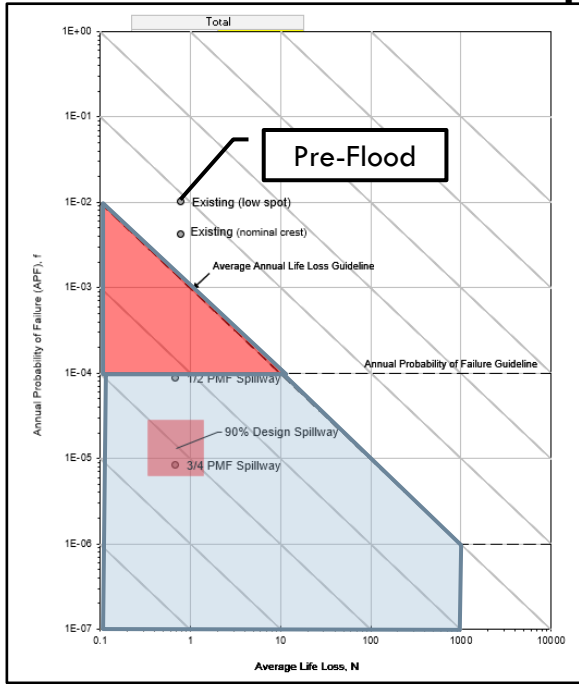 Total
1E+00
1E-01
Pre-Flood
1E-02
Existing (low spot)
Existing (nominal crest)
Average Annual Life Loss Guideline
1E-03
Annual Probability of Failure (APF), f
Annual Probability of Failure Guideline
1E-04
1/2 PMF Spillway
90% Design Spillway
1E-05
3/4 PMF Spillway
1E-06
1E-07
0.1 1 10 100 1000 10000
Average Life Loss, N